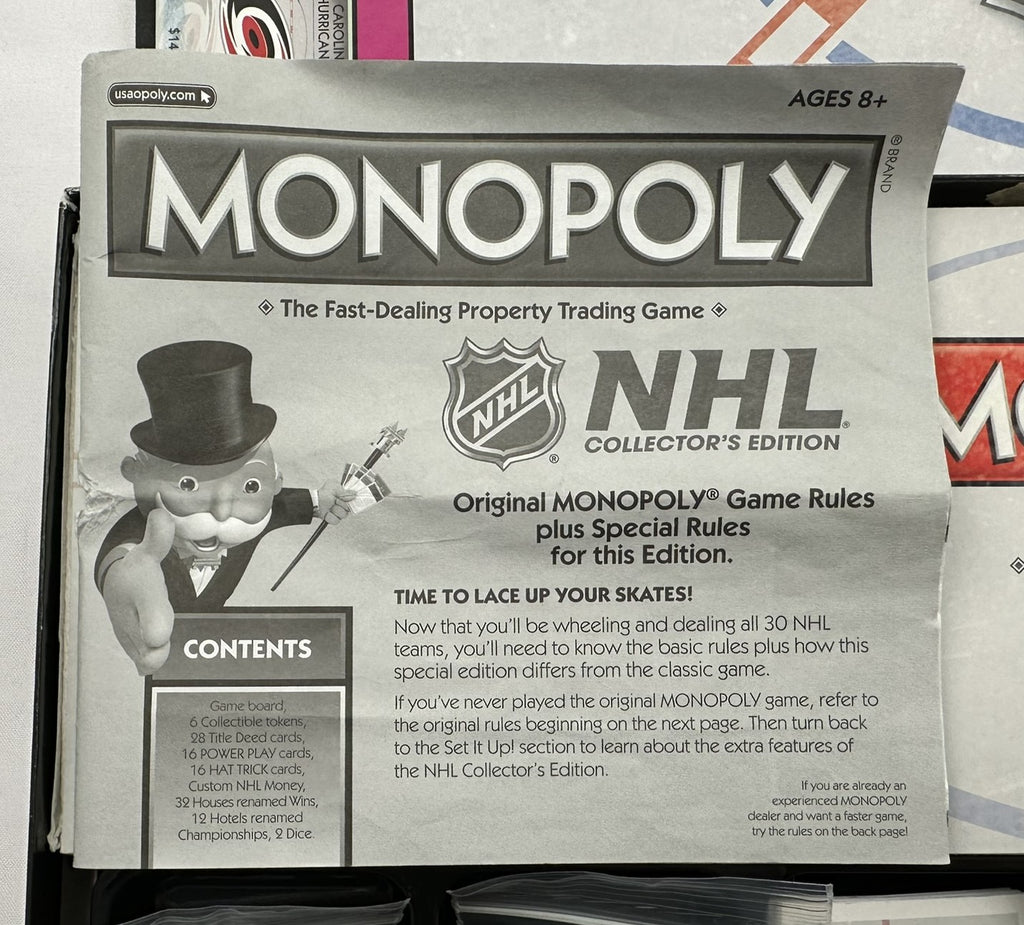 CAROLIN
HURRICAN
$14
usaopoly.com
AGES 8+
MONOPOLY
® BRAND
The Fast-Dealing Property Trading Game
NHL
®
NHL®
COLLECTOR'S EDITION
Original MONOPOLY® Game Rules
plus Special Rules
for this Edition.
TIME TO LACE UP YOUR SKATES!
Now that you'll be wheeling and dealing all 30 NHL
teams, you'll need to know the basic rules plus how this
special edition differs from the classic game.
If you've never played the original MONOPOLY game, refer to
the original rules beginning on the next page. Then turn back
to the Set It Up! section to learn about the extra features of
the NHL Collector's Edition.
If you are already an
experienced MONOPOLY
dealer and want a faster game,
try the rules on the back page!
CONTENTS
Game board,
6 Collectible tokens,
28 Title Deed cards,
16 POWER PLAY cards,
16 HAT TRICK cards,
Custom NHL Money,
32 Houses renamed Wins,
12 Hotels renamed
Championships, 2 Dice.
MO